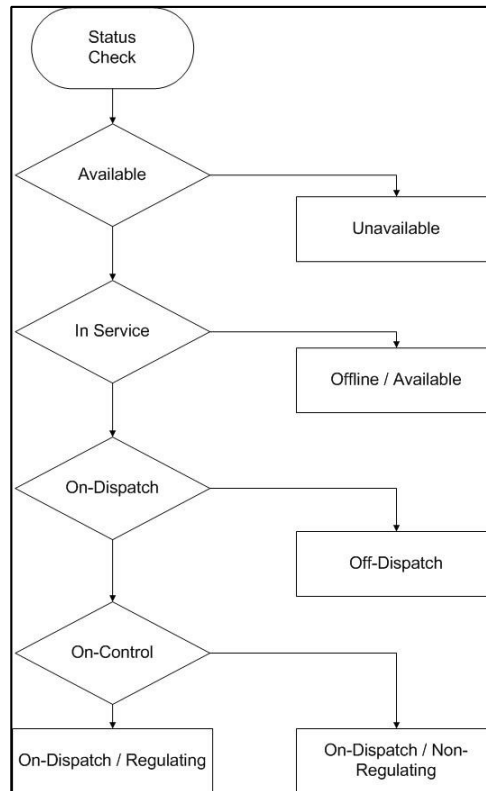 Status
Check
Available
Unavailable
In Service
Offline / Available
On-Dispatch
Off-Dispatch
On-Control
On-Dispatch / Regulating
On-Dispatch / Non-
Regulating